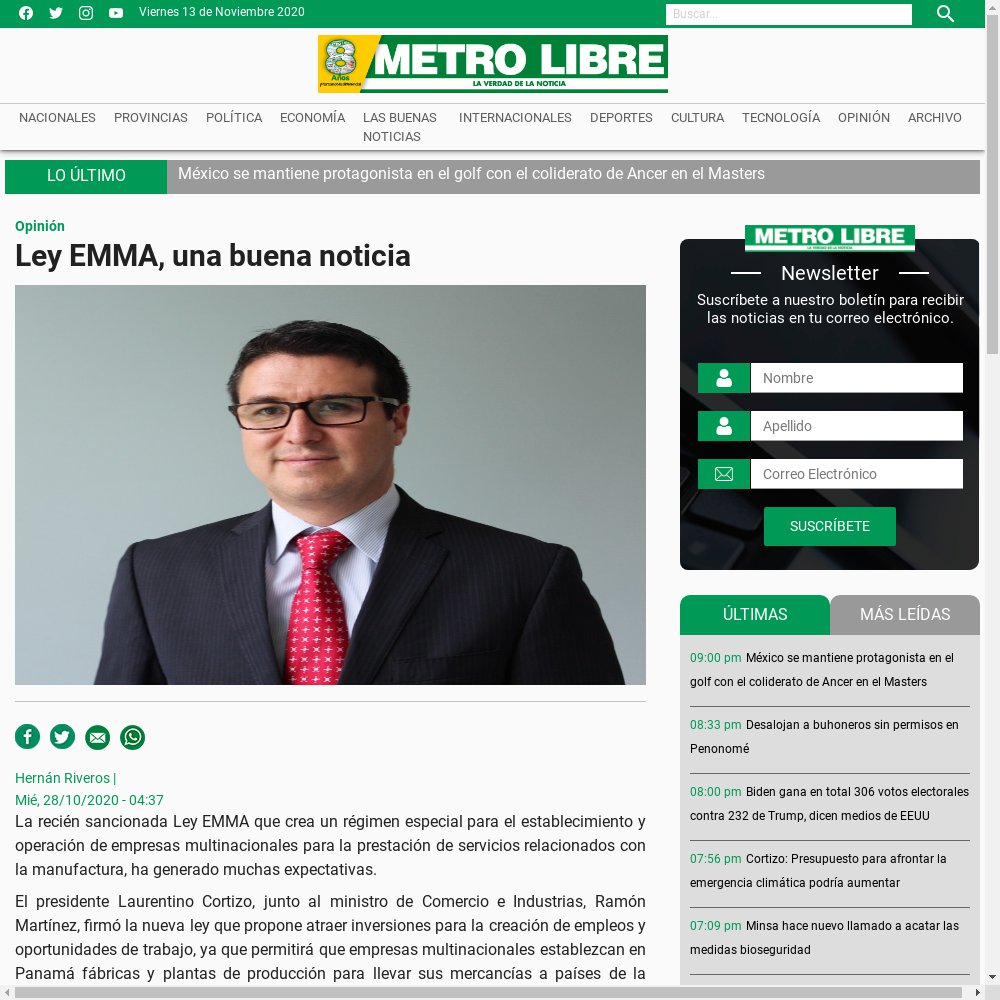 Viernes 13 de Noviembre 2020
Buscar...
8
Años
METRO LIBRE
LA VERDAD DE LA NOTICIA
NACIONALES PROVINCIAS POLÍTICA ECONOMÍA LAS BUENAS NOTICIAS INTERNACIONALES DEPORTES CULTURA TECNOLOGÍA OPINIÓN ARCHIVO
LO ÚLTIMO
México se mantiene protagonista en el golf con el coliderato de Ancer en el Masters
Opinión
Ley EMMA, una buena noticia
Hernán Riveros |
Mié, 28/10/2020 - 04:37
La recién sancionada Ley EMMA que crea un régimen especial para el establecimiento y
operación de empresas multinacionales para la prestación de servicios relacionados con
la manufactura, ha generado muchas expectativas.
El presidente Laurentino Cortizo, junto al ministro de Comercio e Industrias, Ramón
Martínez, firmó la nueva ley que propone atraer inversiones para la creación de empleos y
oportunidades de trabajo, ya que permitirá que empresas multinacionales establezcan en
Panamá fábricas y plantas de producción para llevar sus mercancías a países de la
METRO LIBRE
LA VERDAD DE LA NOTICIA
Newsletter
Suscríbete a nuestro boletín para recibir
las noticias en tu correo electrónico.
Nombre
Apellido
Correo Electrónico
SUSCRÍBETE
ÚLTIMAS
MÁS LEÍDAS
09:00 pm México se mantiene protagonista en el
golf con el coliderato de Ancer en el Masters
08:33 pm Desalojan a buhoneros sin permisos en
Penonomé
08:00 pm Biden gana en total 306 votos electorales
contra 232 de Trump, dicen medios de EEUU
07:56 pm Cortizo: Presupuesto para afrontar la
emergencia climática podría aumentar
07:09 pm Minsa hace nuevo llamado a acatar las
medidas bioseguridad